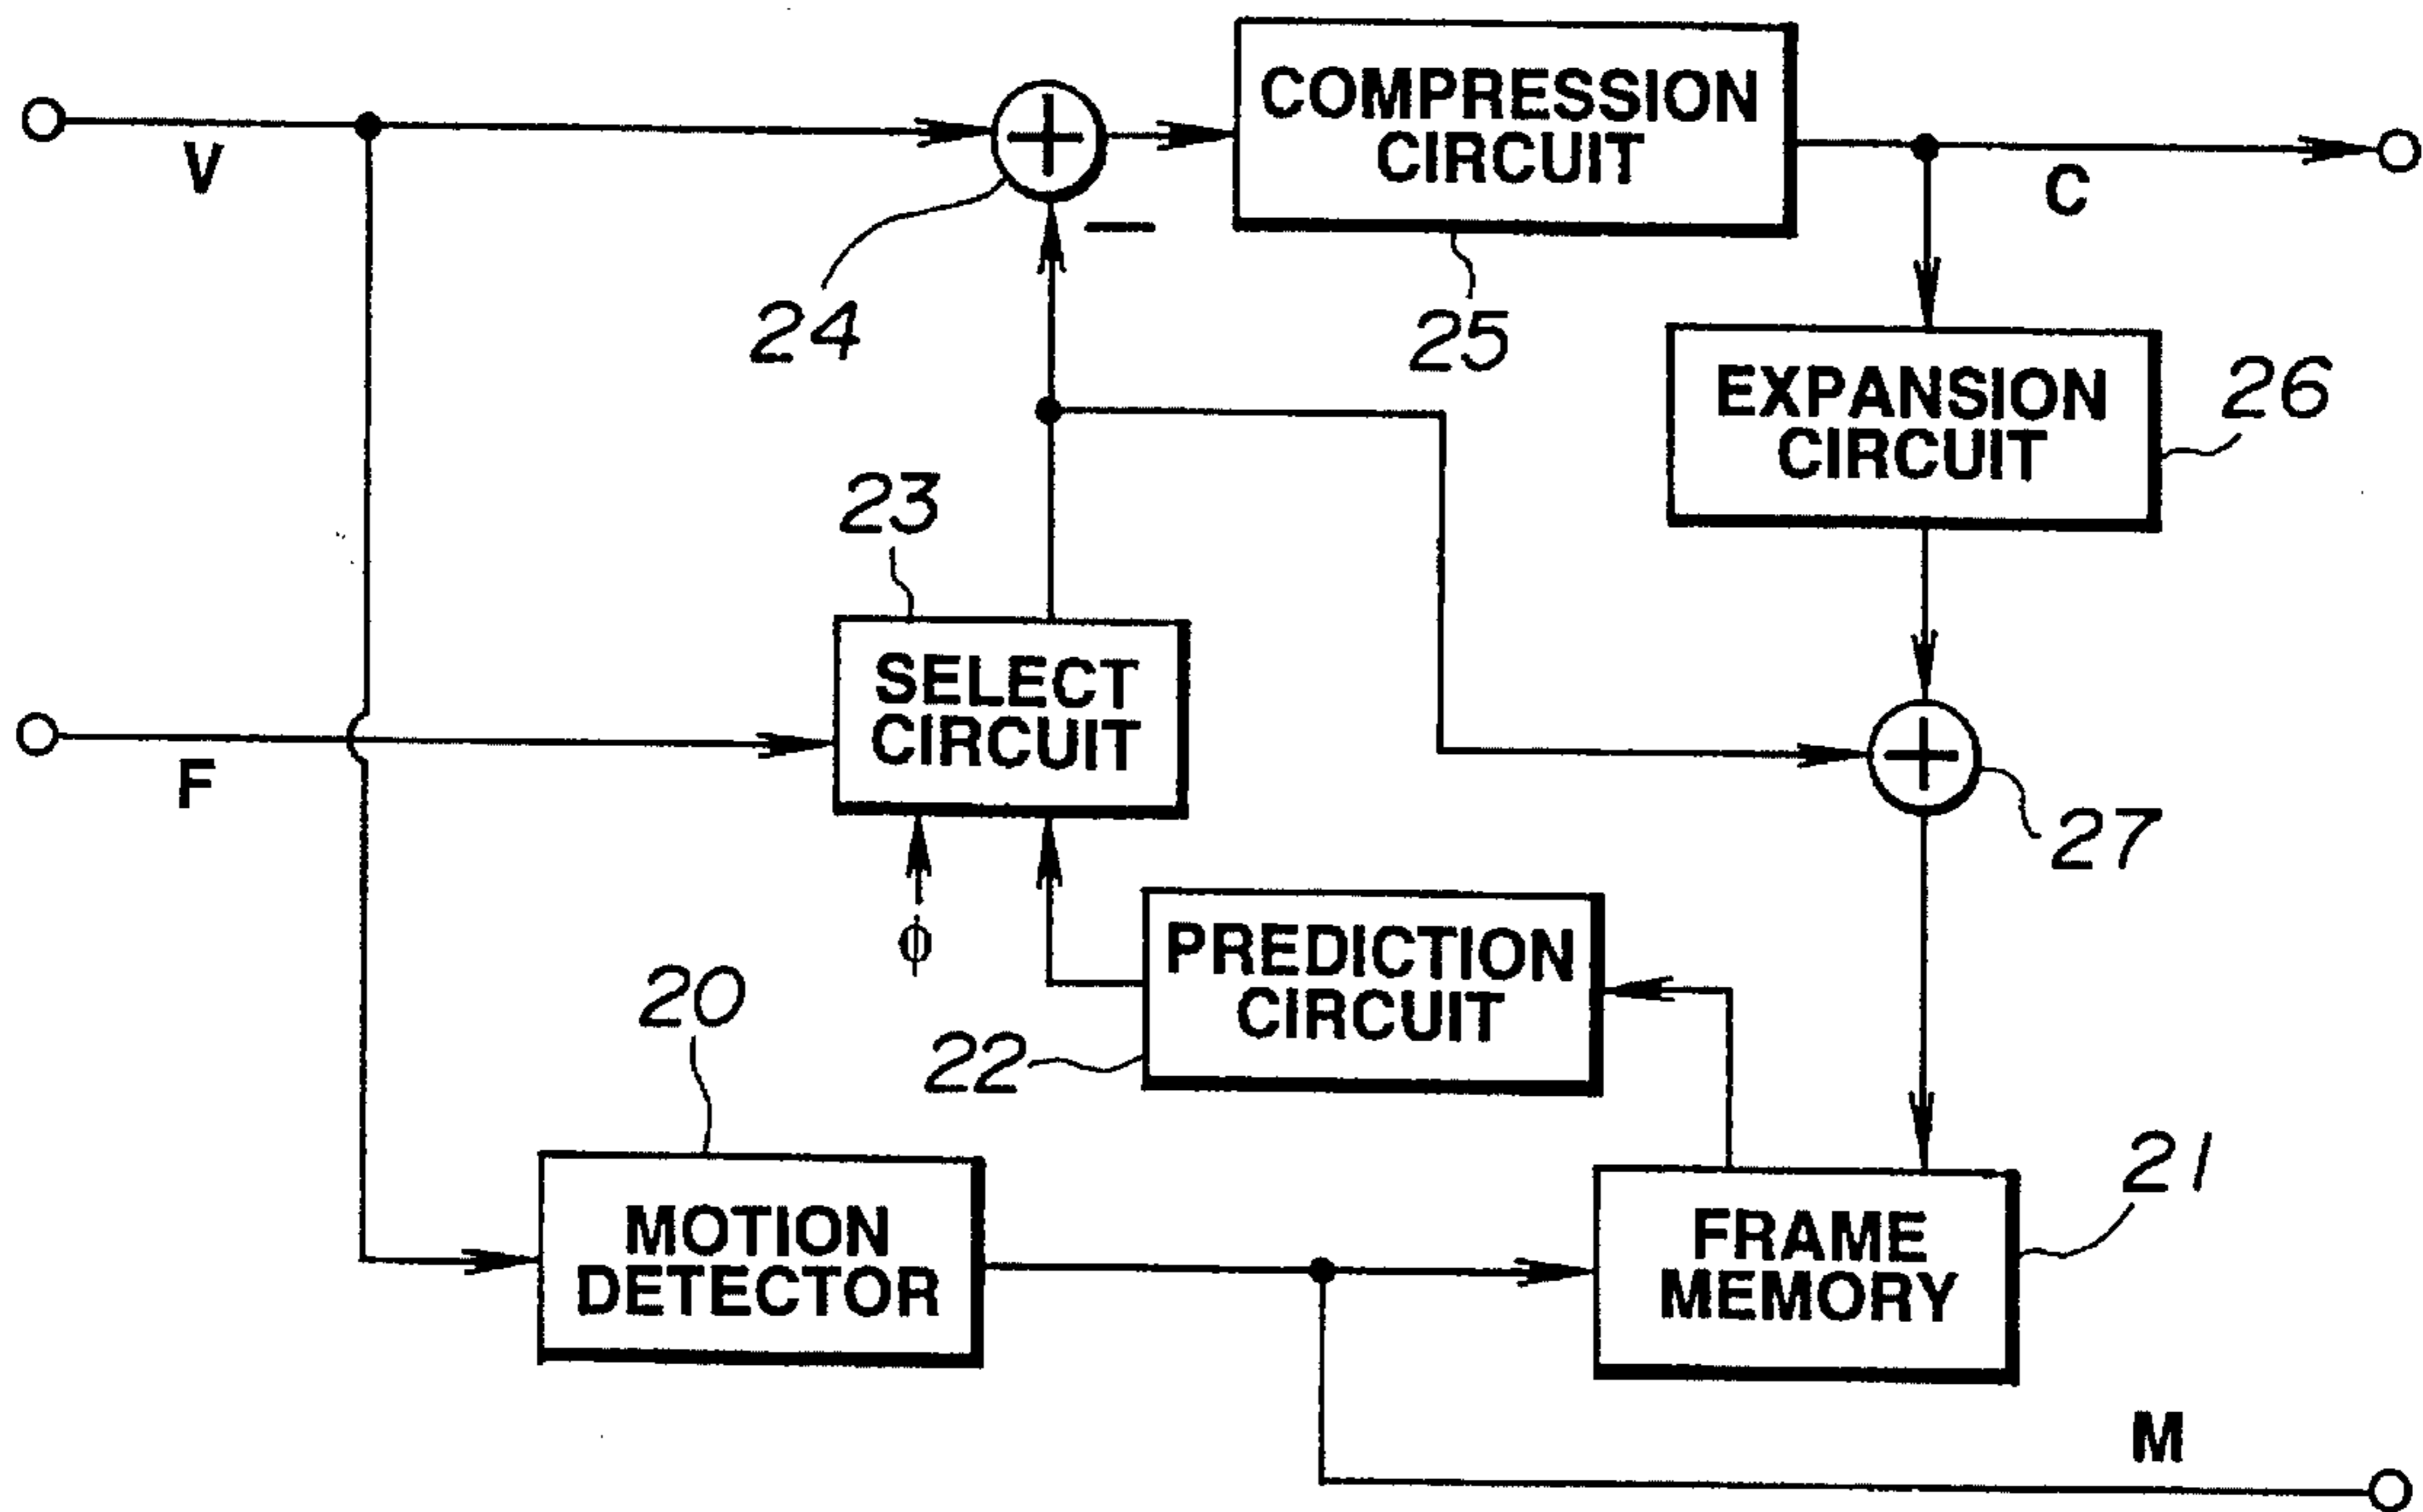 COMPRESSION
CIRCUIT
V
C
—
24
25
EXPANSION
CIRCUIT
26
23
SELECT
CIRCUIT
F
27
ϕ
PREDICTION
CIRCUIT
20
22
21
MOTION
DETECTOR
FRAME
MEMORY
M